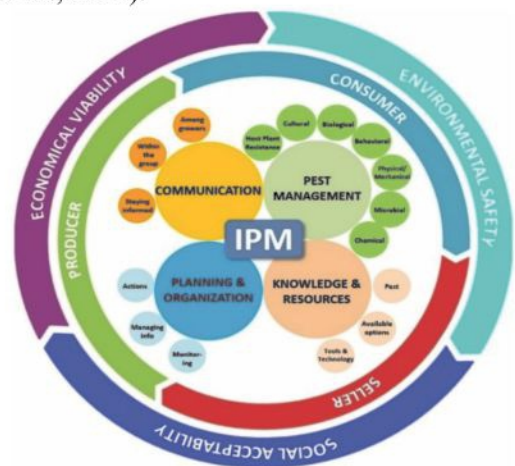 ECONOMICAL VIABILITY
ENVIRONMENTAL SAFETY
SOCIAL ACCEPTABILITY
PRODUCER
CONSUMER
SELLER
COMMUNICATION
Among
growers
Within
the
group
Staying
informed
PEST
MANAGEMENT
Host Plant
Resistance
Cultural
Biological
Behavioral
Physical/
Mechanical
Microbial
Chemical
IPM
PLANNING &
ORGANIZATION
Actions
Managing
Info
Monitor-
ing
KNOWLEDGE &
RESOURCES
Pest
Available
options
Tools &
Technology